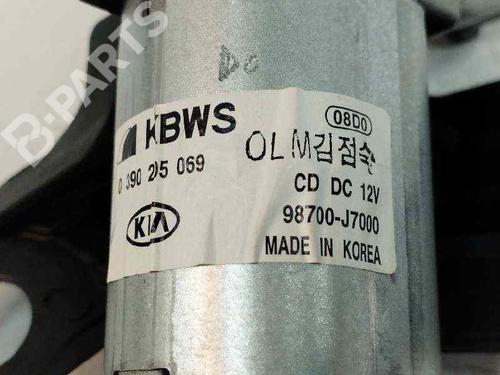 B-PARTS
DO
08D0
KBWS
OLM김점숙
0 390 205 069
CD DC 12V
98700-J7000
KIA
MADE IN KOREA